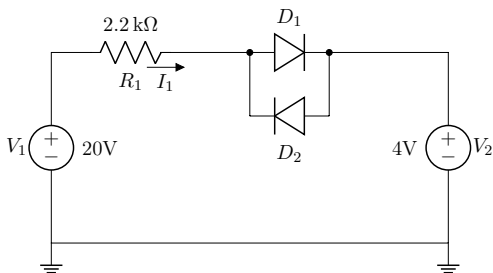 D₁
2.2 kΩ
R₁
I₁
D₂
V₁
+
−
20V
4V
+
−
V₂